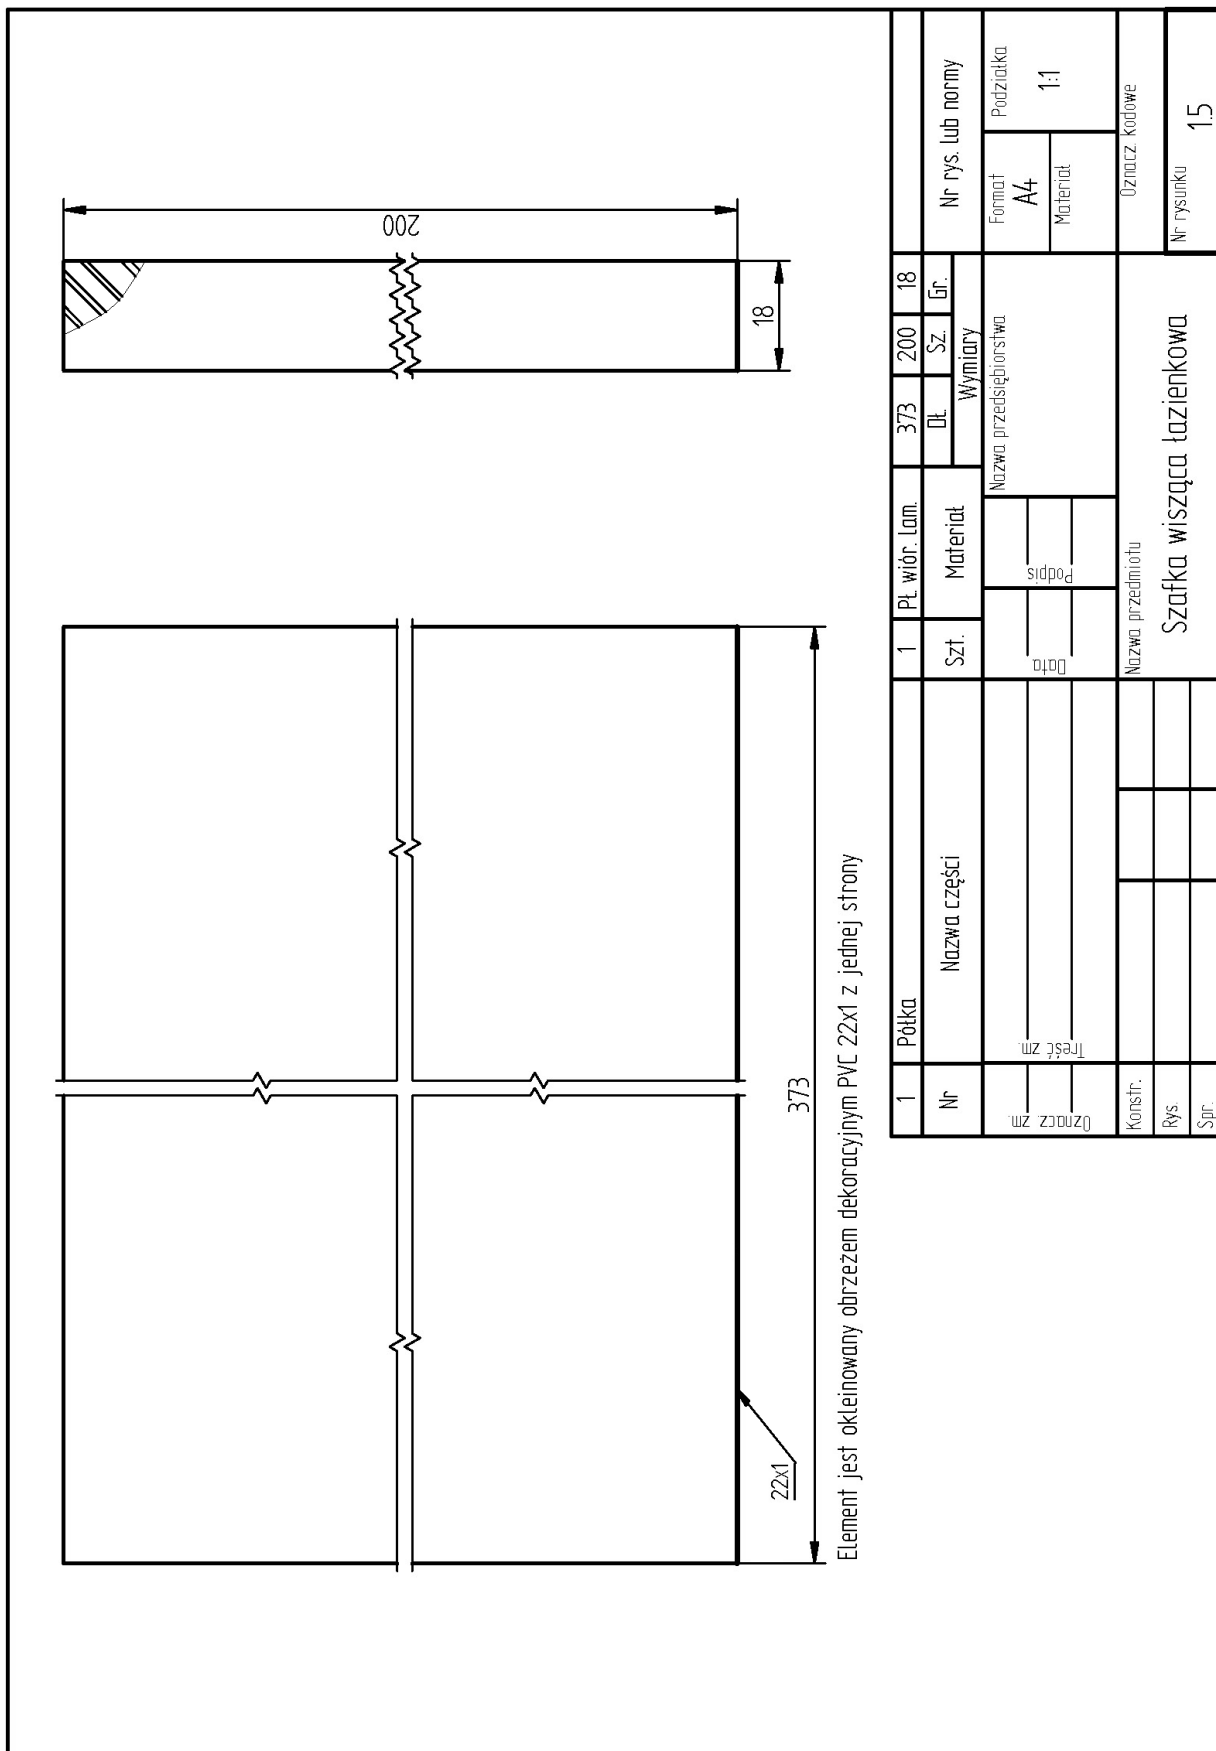 200
18
373
22x1
Element jest okleinowany obrzeżem dekoracyjnym PVC 22x1 z jednej strony
1 Półka 1 Pł. wiór. lam. 373 200 18
Nr Nazwa części Szt. Materiał Dł. Sz. Gr. Nr rys. lub normy
Wymiary
Oznacz. zm. Treść zm. Data Podpis
Nazwa przedsiębiorstwa
Format
A4
Podziałka
1:1
Materiał
Konstr.
Rys.
Spr.
Nazwa przedmiotu
Szafka wisząca łazienkowa
Oznacz. kodowe
Nr rysunku
1.5